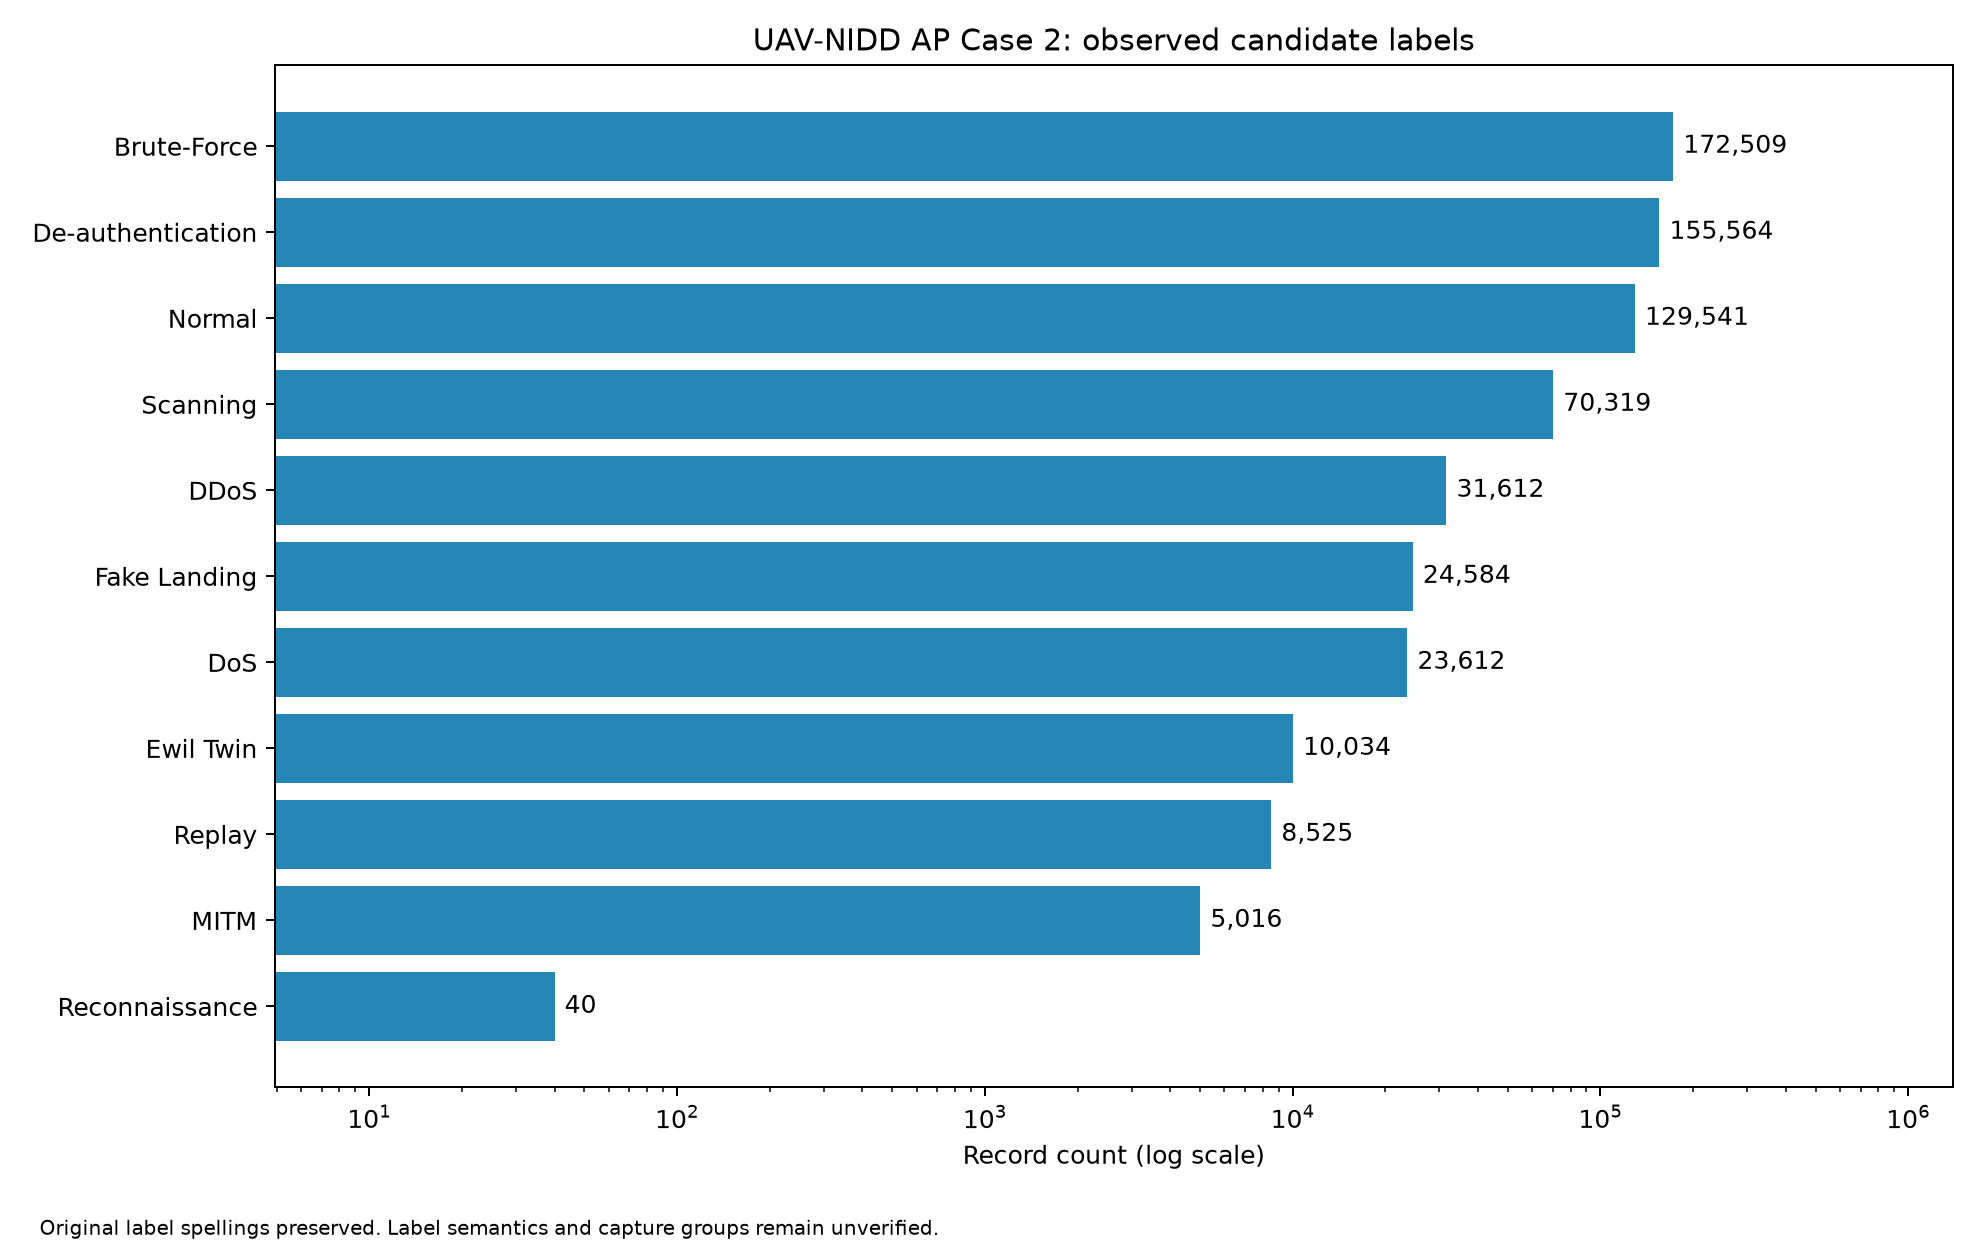 UAV-NIDD AP Case 2: observed candidate labels
Brute-Force 172,509
De-authentication 155,564
Normal 129,541
Scanning 70,319
DDoS 31,612
Fake Landing 24,584
DoS 23,612
Ewil Twin 10,034
Replay 8,525
MITM 5,016
Reconnaissance 40
10¹ 10² 10³ 10⁴ 10⁵ 10⁶
Record count (log scale)
Original label spellings preserved. Label semantics and capture groups remain unverified.